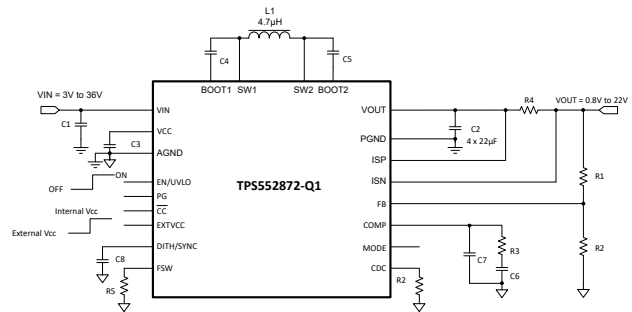 L1
4.7µH
C4
C5
BOOT1 SW1
SW2 BOOT2
VIN = 3V to 36V
VIN
C1
VCC
C3
AGND
ON
OFF
EN/UVLO
PG
Internal Vcc
CC
External Vcc
EXTVCC
DITH/SYNC
C8
FSW
R5
TPS552872-Q1
VOUT
R4
VOUT = 0.8V to 22V
PGND
C2
4 x 22µF
ISP
ISN
R1
FB
COMP
R3
R2
MODE
C7
C6
CDC
R2